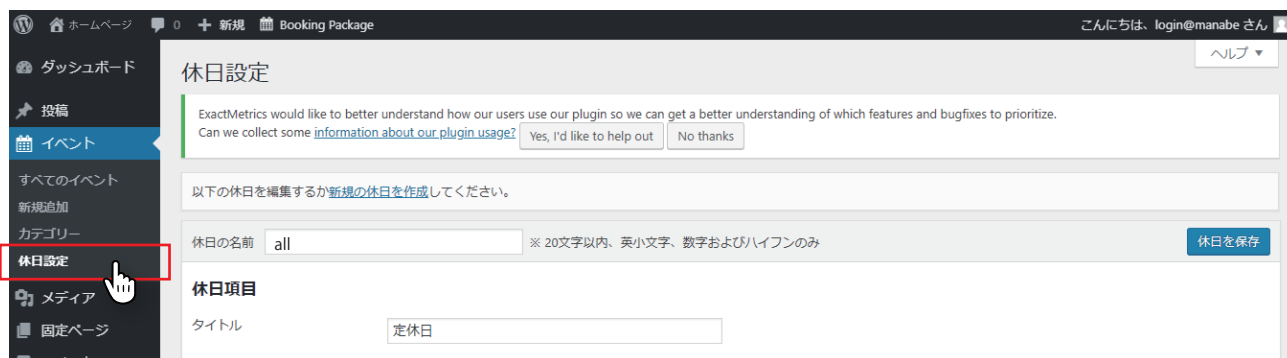 ホームページ 0 新規 Booking Package こんにちは、login@manabe さん
ヘルプ ▼
ダッシュボード
投稿
イベント
すべてのイベント
新規追加
カテゴリー
休日設定
メディア
固定ページ
休日設定
ExactMetrics would like to better understand how our users use our plugin so we can get a better understanding of which features and bugfixes to prioritize.
Can we collect some information about our plugin usage? Yes, I'd like to help out No thanks
以下の休日を編集するか新規の休日を作成してください。
休日の名前 all ※ 20文字以内、英小文字、数字およびハイフンのみ 休日を保存
休日項目
タイトル 定休日